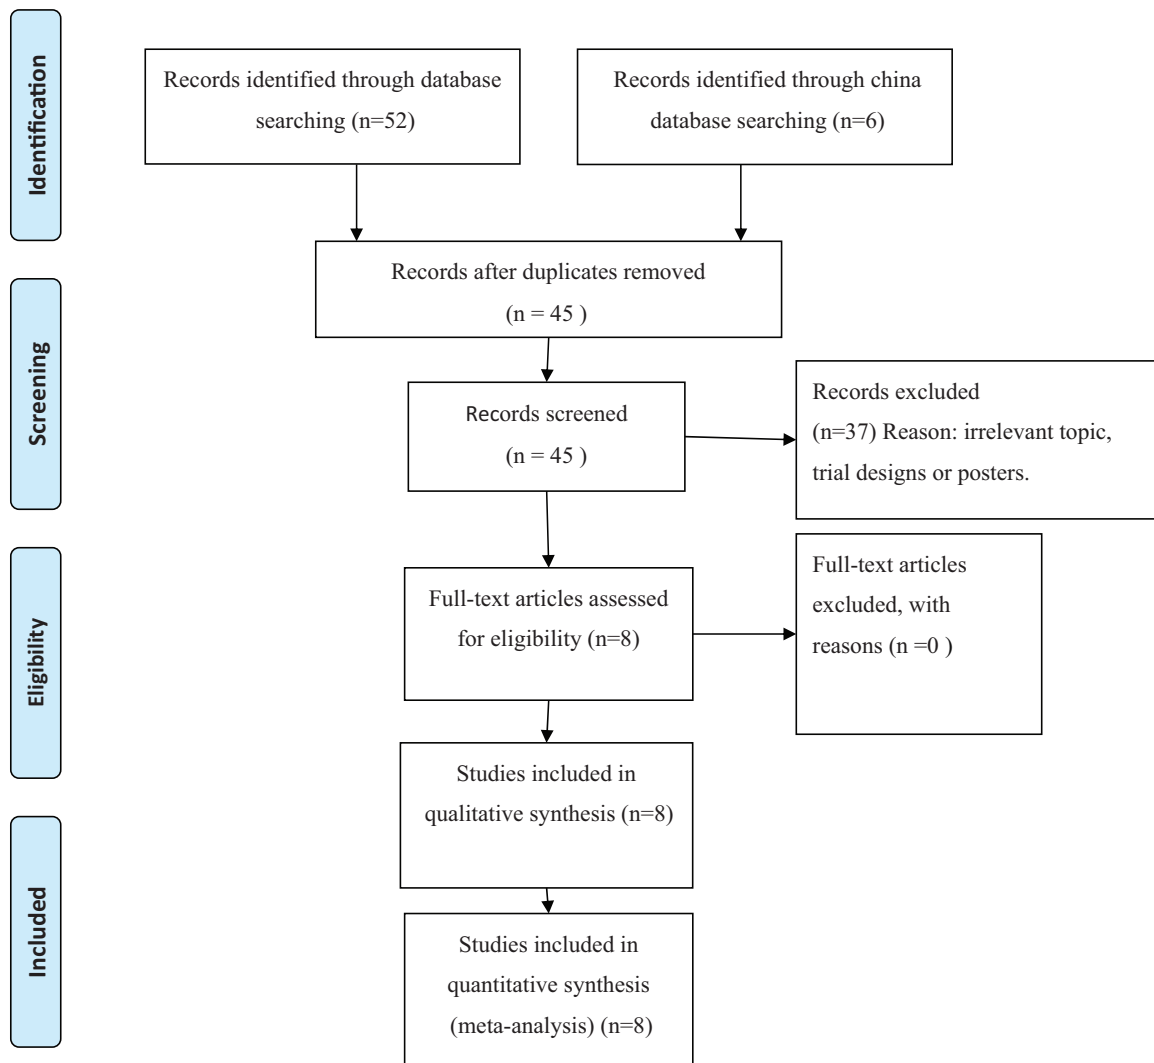 Identification
Records identified through database
searching (n=52)
Records identified through china
database searching (n=6)
Records after duplicates removed
(n = 45 )
Screening
Records screened
(n = 45 )
Records excluded
(n=37) Reason: irrelevant topic,
trial designs or posters.
Eligibility
Full-text articles assessed
for eligibility (n=8)
Full-text articles
excluded, with
reasons (n =0 )
Studies included in
qualitative synthesis (n=8)
Included
Studies included in
quantitative synthesis
(meta-analysis) (n=8)